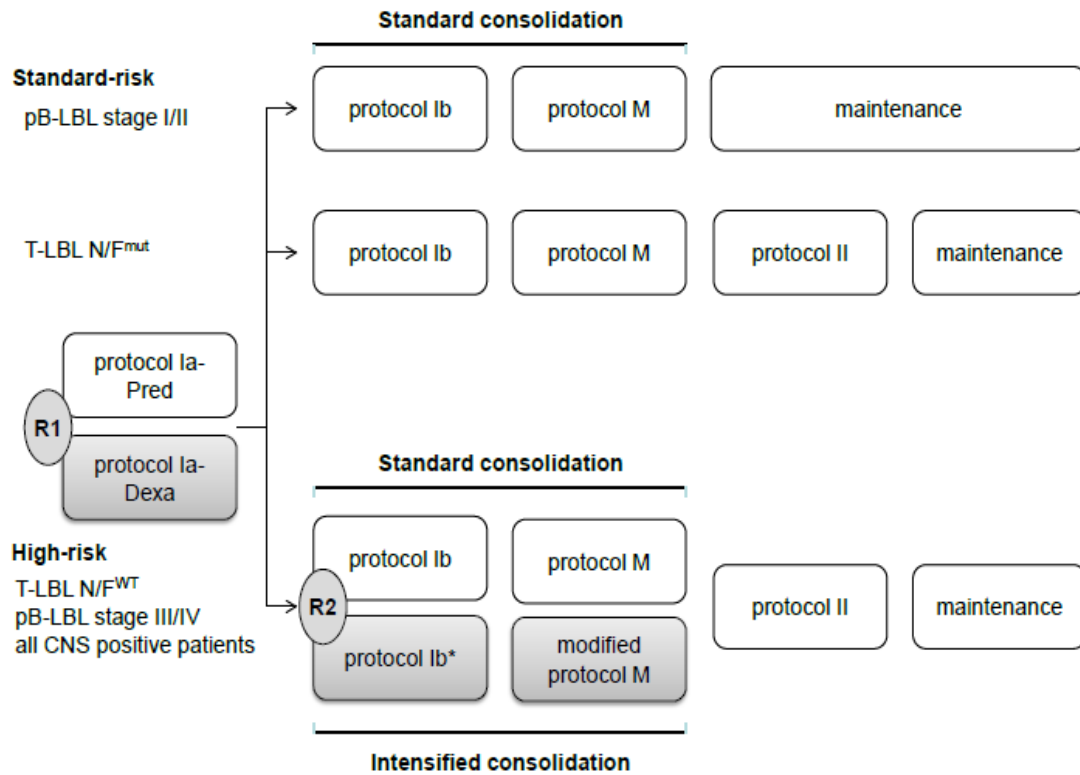 Standard consolidation
Standard-risk
pB-LBL stage I/II
protocol Ib
protocol M
maintenance
T-LBL N/Fmut
protocol Ib
protocol M
protocol II
maintenance
R1
protocol Ia-
Pred
protocol Ia-
Dexa
Standard consolidation
High-risk
T-LBL N/FWT
pB-LBL stage III/IV
all CNS positive patients
R2
protocol Ib
protocol M
protocol Ib*
modified
protocol M
protocol II
maintenance
Intensified consolidation